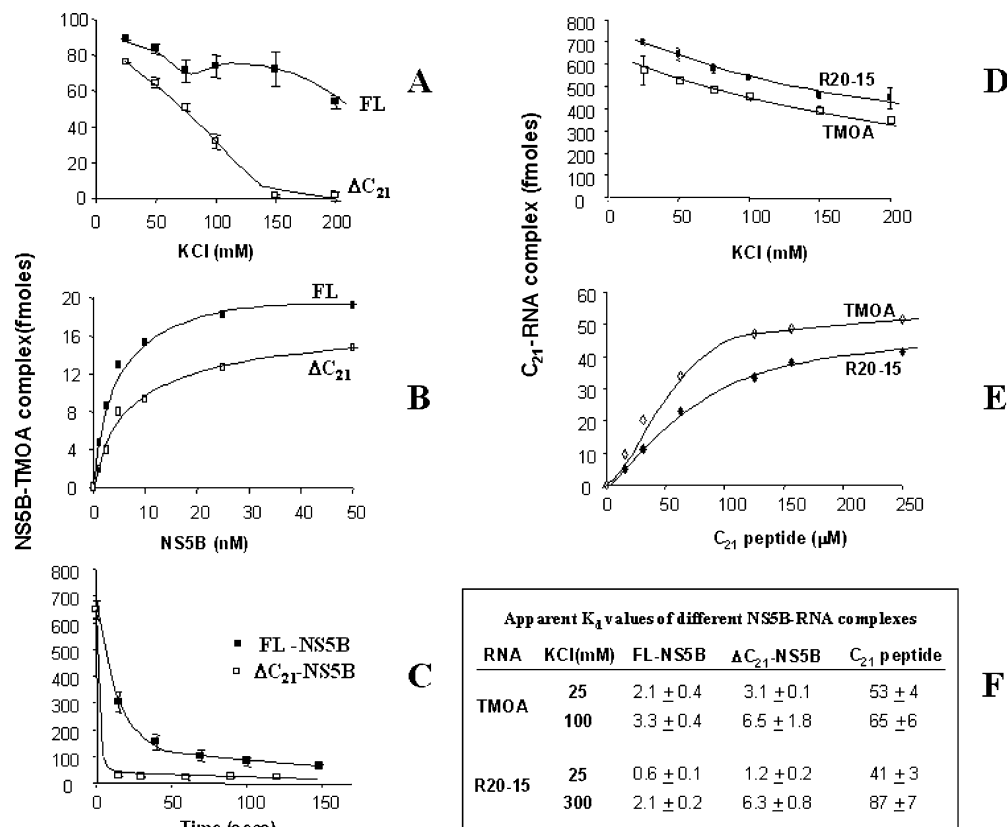 100
80
60
40
20
0
0 50 100 150 200
KCl (mM)
FL
ΔC21
A
NS5B-TMOA complex(fmoles)
20
16
12
8
4
0
0 10 20 30 40 50
NS5B (nM)
FL
ΔC21
B
800
700
600
500
400
300
200
100
0
0 50 100 150
FL -NS5B
ΔC21-NS5B
C
C21-RNA complex (fmoles)
800
700
600
500
400
300
200
100
0
0 50 100 150 200
KCl (mM)
R20-15
TMOA
D
60
50
40
30
20
10
0
0 50 100 150 200 250
C21 peptide (µM)
TMOA
R20-15
E
Apparent Kd values of different NS5B-RNA complexes
RNA KCl(mM) FL-NS5B ΔC21-NS5B C21 peptide
TMOA
25 2.1 ± 0.4 3.1 ±0.1 53 ± 4
100 3.3 ± 0.4 6.5 ± 1.8 65 ±6
R20-15
25 0.6 ± 0.1 1.2 ±0.2 41 ± 3
300 2.1 ± 0.2 6.3 ± 0.8 87 ±7
F